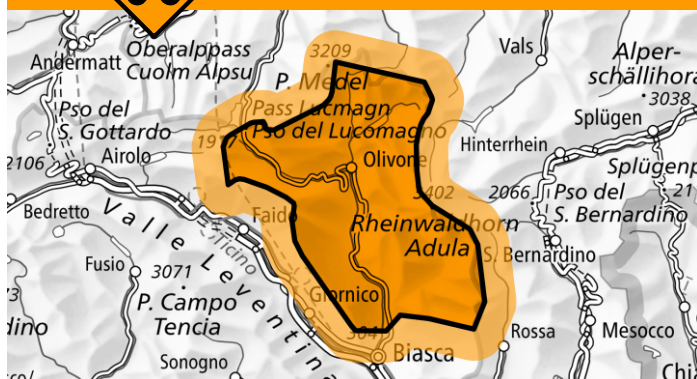 Oberalppass
Cuolm Alpsu
Andermatt
3209
P. Medel
Vals
Alper-
schällihorn
3038
Pso del
S. Gottardo
Pass Lucmagn
Pso del Lucomagno
Splügen
1917
Hinterrhein
2106
Airolo
Olivone
Splügenp
3402
2066
Pso del
S. Bernardino
Bedretto
Valle Leventina
Faido
Rheinwaldhorn
Adula
Ticino
S. Bernardino
Fusio
3071
P. Campo
Tencia
Giornico
Biasca
Rossa
Mesocco
Sonogno